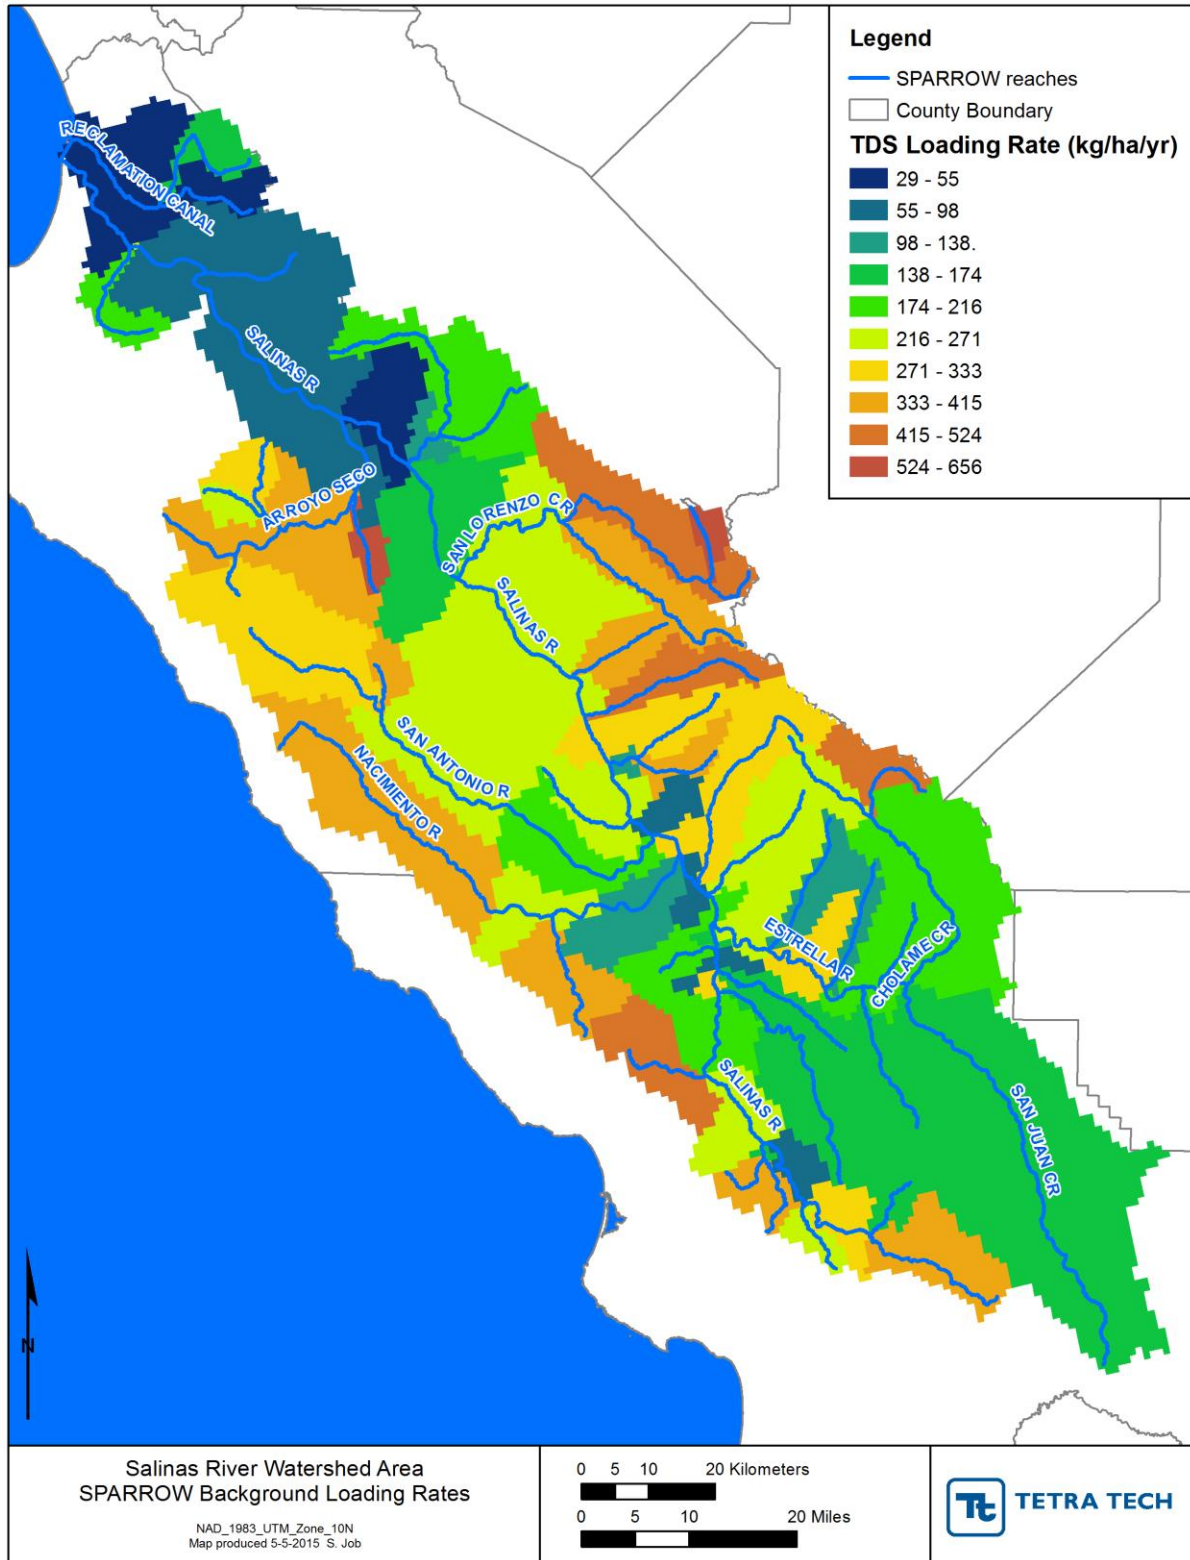 Legend
SPARROW reaches
County Boundary
TDS Loading Rate (kg/ha/yr)
29 - 55
55 - 98
98 - 138.
138 - 174
174 - 216
216 - 271
271 - 333
333 - 415
415 - 524
524 - 656
RECLAMATION CANAL
SALINAS R
ARROYO SECO
SAN LORENZO CR
SALINAS R
SAN ANTONIO R
NACIMIENTO R
ESTRELLA R
CHOLAME CR
SALINAS R
SAN JUAN CR
N
Salinas River Watershed Area
SPARROW Background Loading Rates
NAD_1983_UTM_Zone_10N
Map produced 5-5-2015 S. Job
0 5 10 20 Kilometers
0 5 10 20 Miles
Tt TETRA TECH